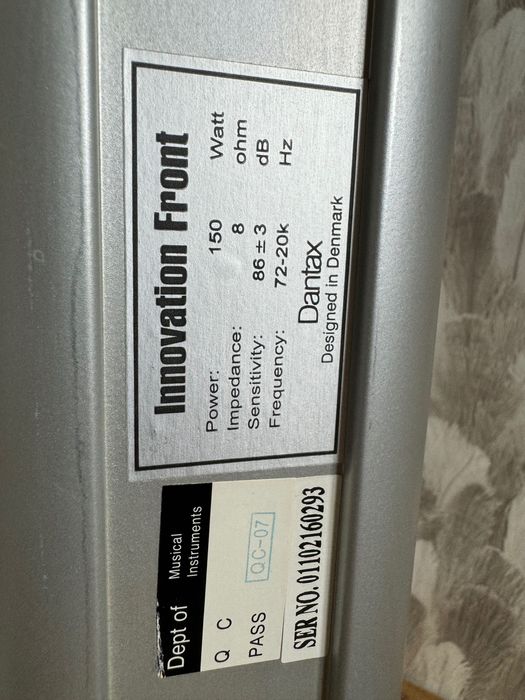 Innovation Front
Power: 150 Watt
Impedance: 8 ohm
Sensitivity: 86 ± 3 dB
Frequency: 72-20k Hz
Dantax
Designed in Denmark
Dept of Musical Instruments
Q C
PASS QC-07
SER NO. 01102160293